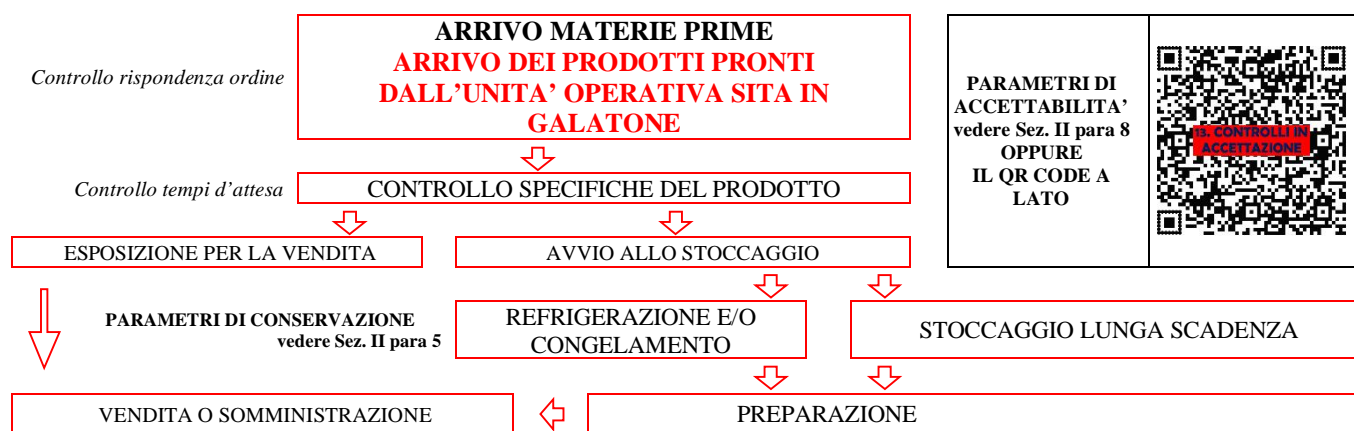 ARRIVO MATERIE PRIME
ARRIVO DEI PRODOTTI PRONTI
DALL'UNITA' OPERATIVA SITA IN
GALATONE
Controllo rispondenza ordine
PARAMETRI DI
ACCETTABILITA'
vedere Sez. II para 8
OPPURE
IL QR CODE A
LATO
13. CONTROLLI IN
ACCETTAZIONE
Controllo tempi d'attesa
CONTROLLO SPECIFICHE DEL PRODOTTO
ESPOSIZIONE PER LA VENDITA
AVVIO ALLO STOCCAGGIO
PARAMETRI DI CONSERVAZIONE
vedere Sez. II para 5
REFRIGERAZIONE E/O
CONGELAMENTO
STOCCAGGIO LUNGA SCADENZA
VENDITA O SOMMINISTRAZIONE
PREPARAZIONE